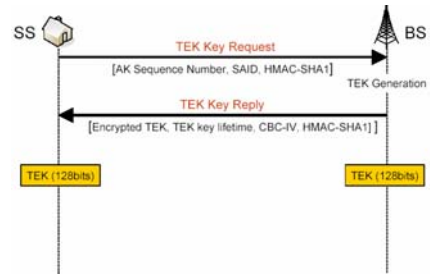 SS
BS
TEK Key Request
[AK Sequence Number, SAID, HMAC-SHA1]
TEK Generation
TEK Key Reply
[Encrypted TEK, TEK key lifetime, CBC-IV, HMAC-SHA1] ]
TEK (128bits)
TEK (128bits)